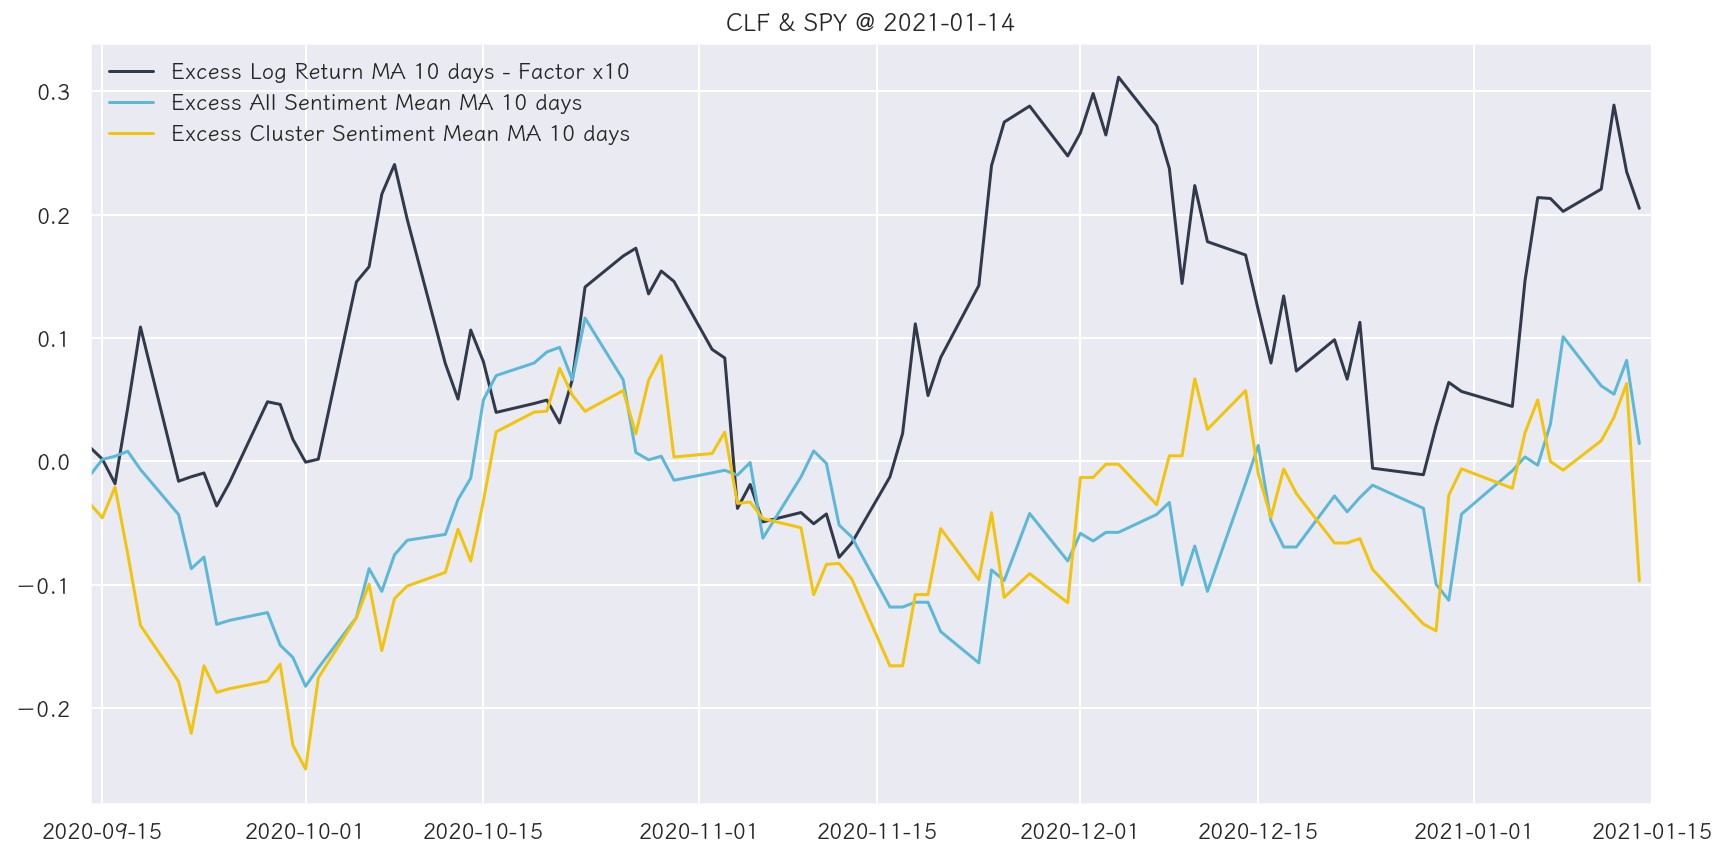 CLF & SPY @ 2021-01-14
Excess Log Return MA 10 days - Factor x10
Excess All Sentiment Mean MA 10 days
Excess Cluster Sentiment Mean MA 10 days
0.3
0.2
0.1
0.0
−0.1
−0.2
2020-09-15 2020-10-01 2020-10-15 2020-11-01 2020-11-15 2020-12-01 2020-12-15 2021-01-01 2021-01-15